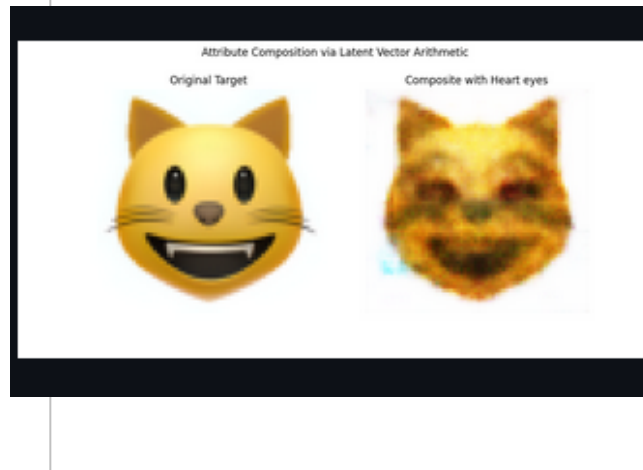 Attribute Composition via Latent Vector Arithmetic
Original Target
Composite with Heart eyes